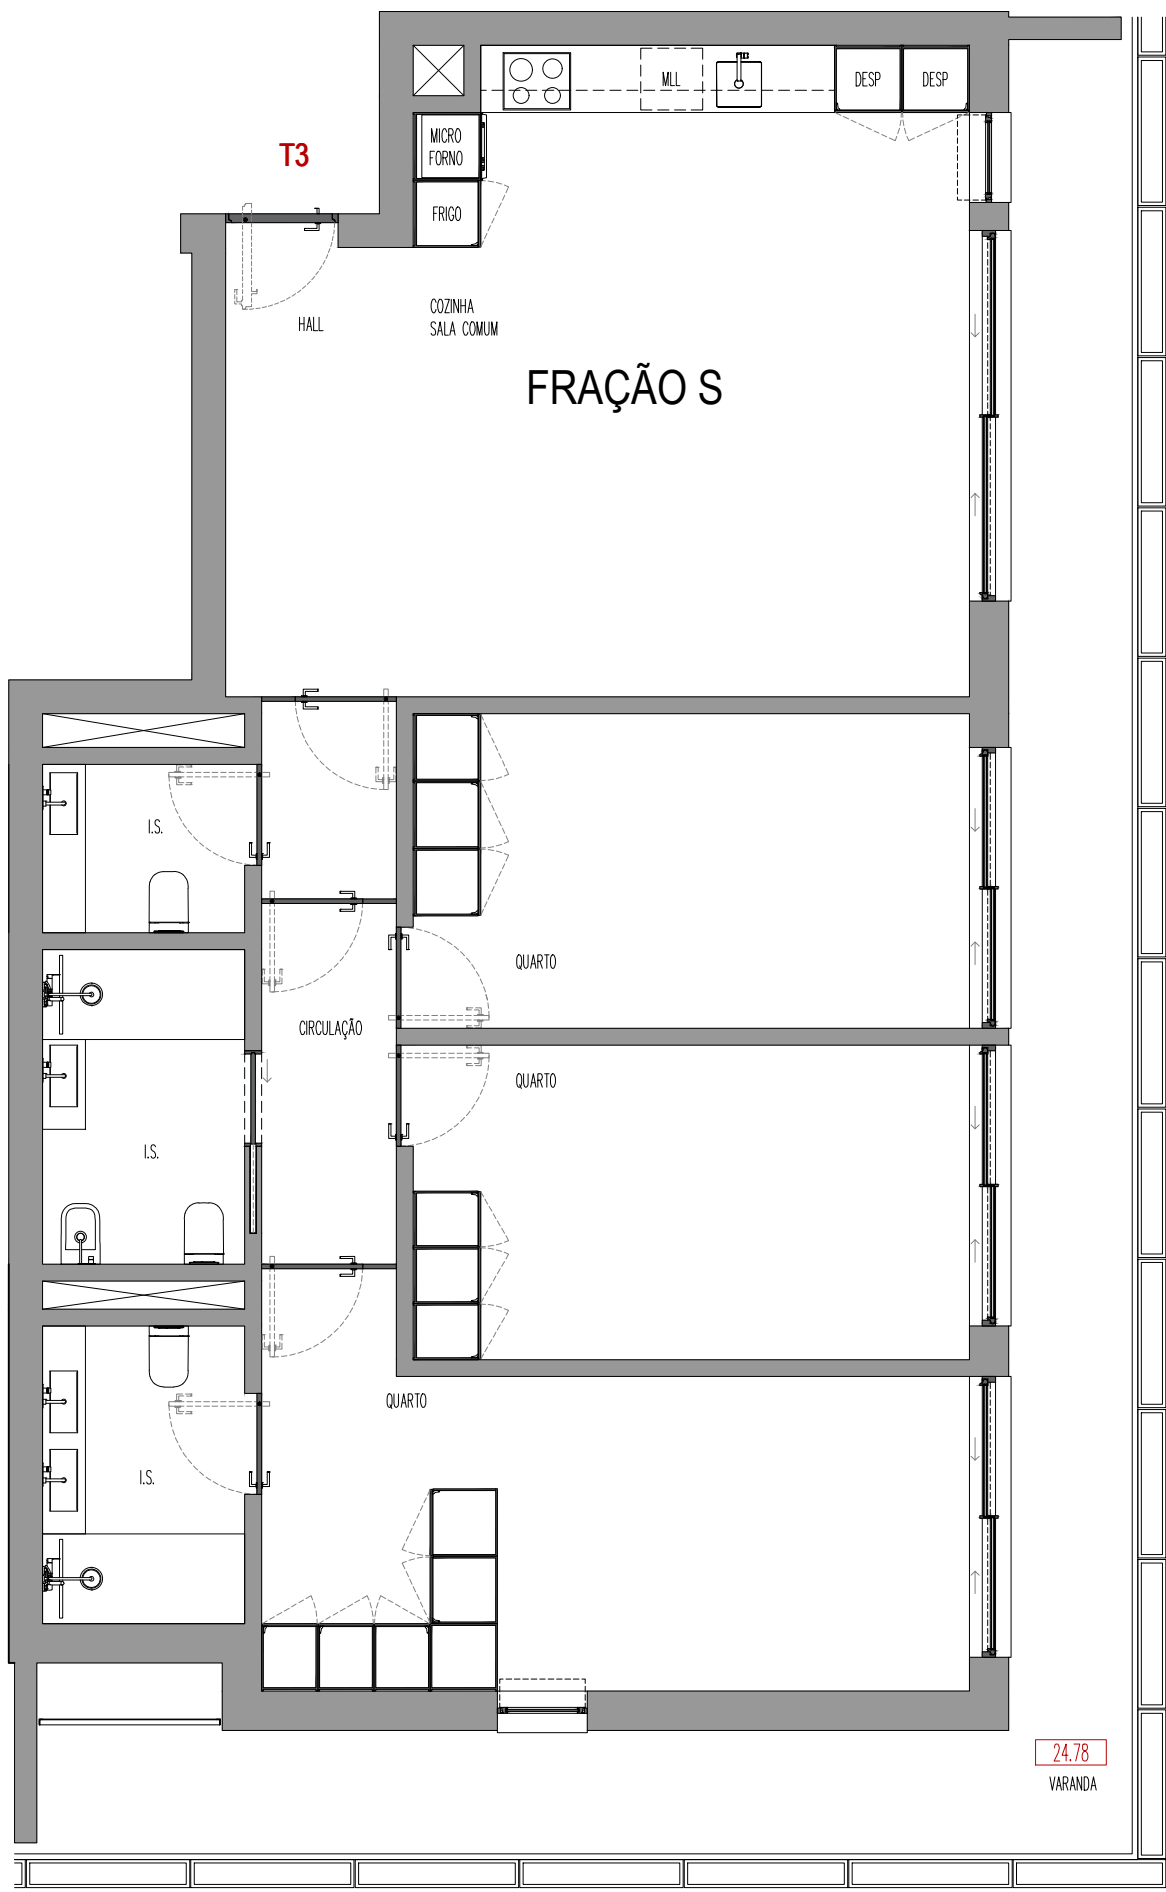 MLL
DESP
DESP
MICRO
FORNO
T3
FRIGO
COZINHA
SALA COMUM
HALL
FRAÇÃO S
I.S.
QUARTO
CIRCULAÇÃO
QUARTO
I.S.
QUARTO
I.S.
24.78
VARANDA